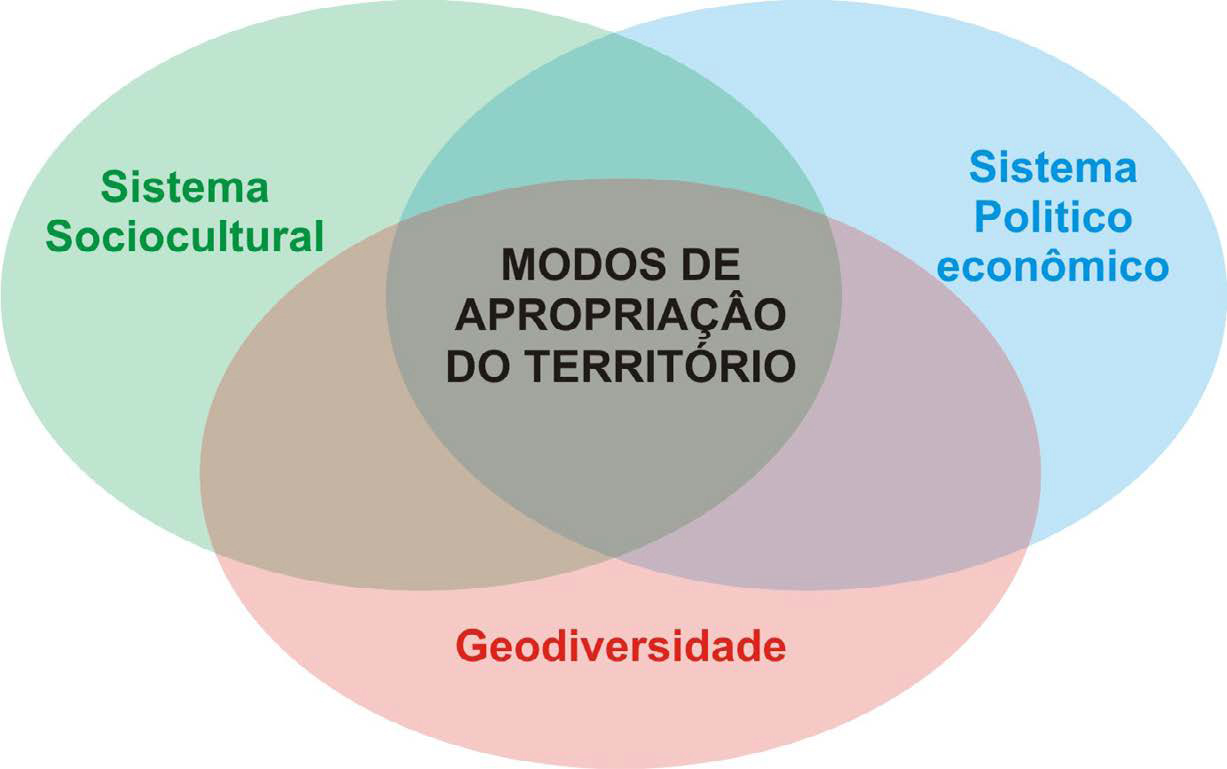 Sistema
Sociocultural
Sistema
Politico
econômico
MODOS DE
APROPRIAÇÂO
DO TERRITÓRIO
Geodiversidade